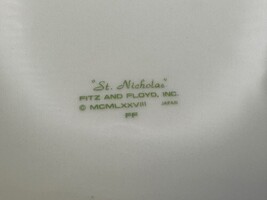 "St. Nicholas"
FITZ AND FLOYD, INC.
© MCMLXXVIII JAPAN